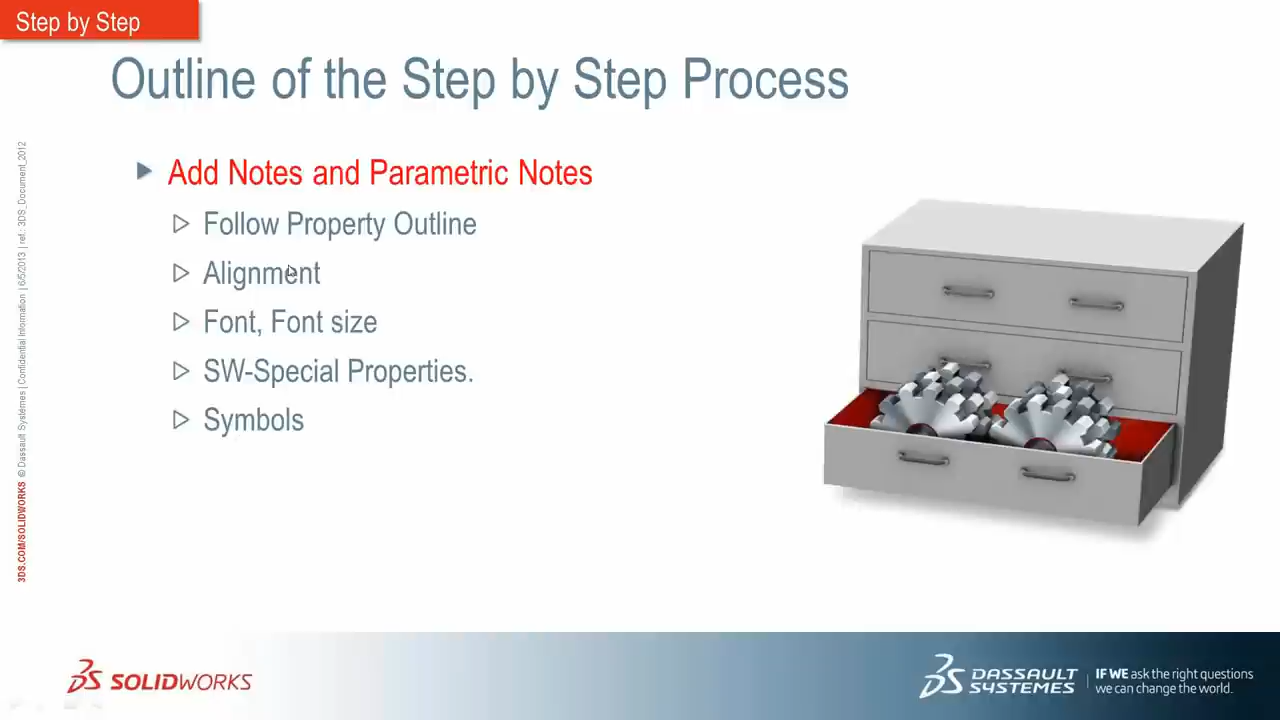 Step by Step
Outline of the Step by Step Process
Add Notes and Parametric Notes
Follow Property Outline
Alignment
Font, Font size
SW-Special Properties.
Symbols
3DS.COM/SOLIDWORKS © Dassault Systèmes | Confidential Information | 6/5/2013 | ref.: 3DS_Document_2012
SOLIDWORKS
DASSAULT
SYSTEMES
IF WE ask the right questions
we can change the world.